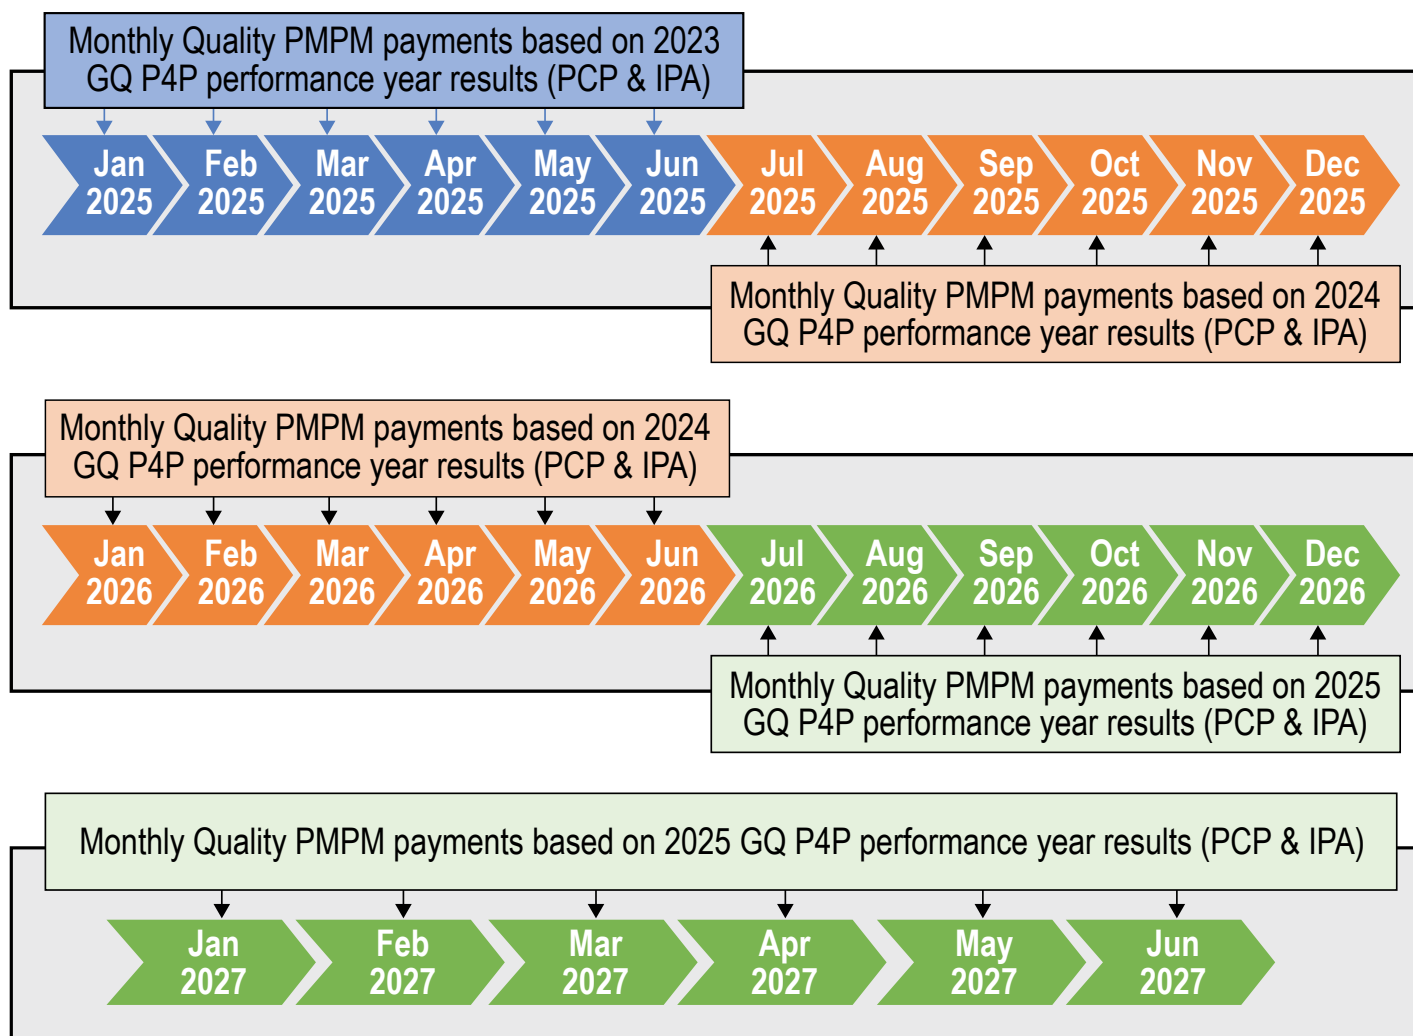 Monthly Quality PMPM payments based on 2023
GQ P4P performance year results (PCP & IPA)
Jan
2025
Feb
2025
Mar
2025
Apr
2025
May
2025
Jun
2025
Jul
2025
Aug
2025
Sep
2025
Oct
2025
Nov
2025
Dec
2025
Monthly Quality PMPM payments based on 2024
GQ P4P performance year results (PCP & IPA)
Monthly Quality PMPM payments based on 2024
GQ P4P performance year results (PCP & IPA)
Jan
2026
Feb
2026
Mar
2026
Apr
2026
May
2026
Jun
2026
Jul
2026
Aug
2026
Sep
2026
Oct
2026
Nov
2026
Dec
2026
Monthly Quality PMPM payments based on 2025
GQ P4P performance year results (PCP & IPA)
Monthly Quality PMPM payments based on 2025 GQ P4P performance year results (PCP & IPA)
Jan
2027
Feb
2027
Mar
2027
Apr
2027
May
2027
Jun
2027